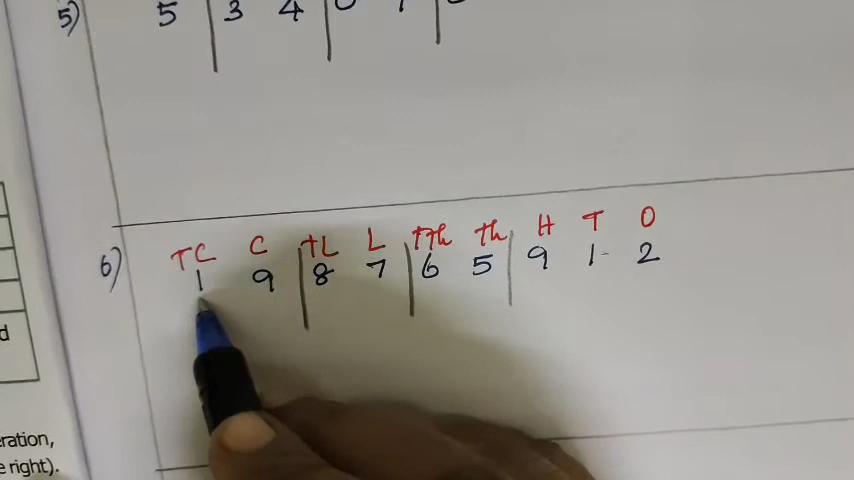 5) 5 3 4
TC C TL L TTh Th H T O
6) 1 9 8 7 6 5 9 1 2
d
eration,
e right).